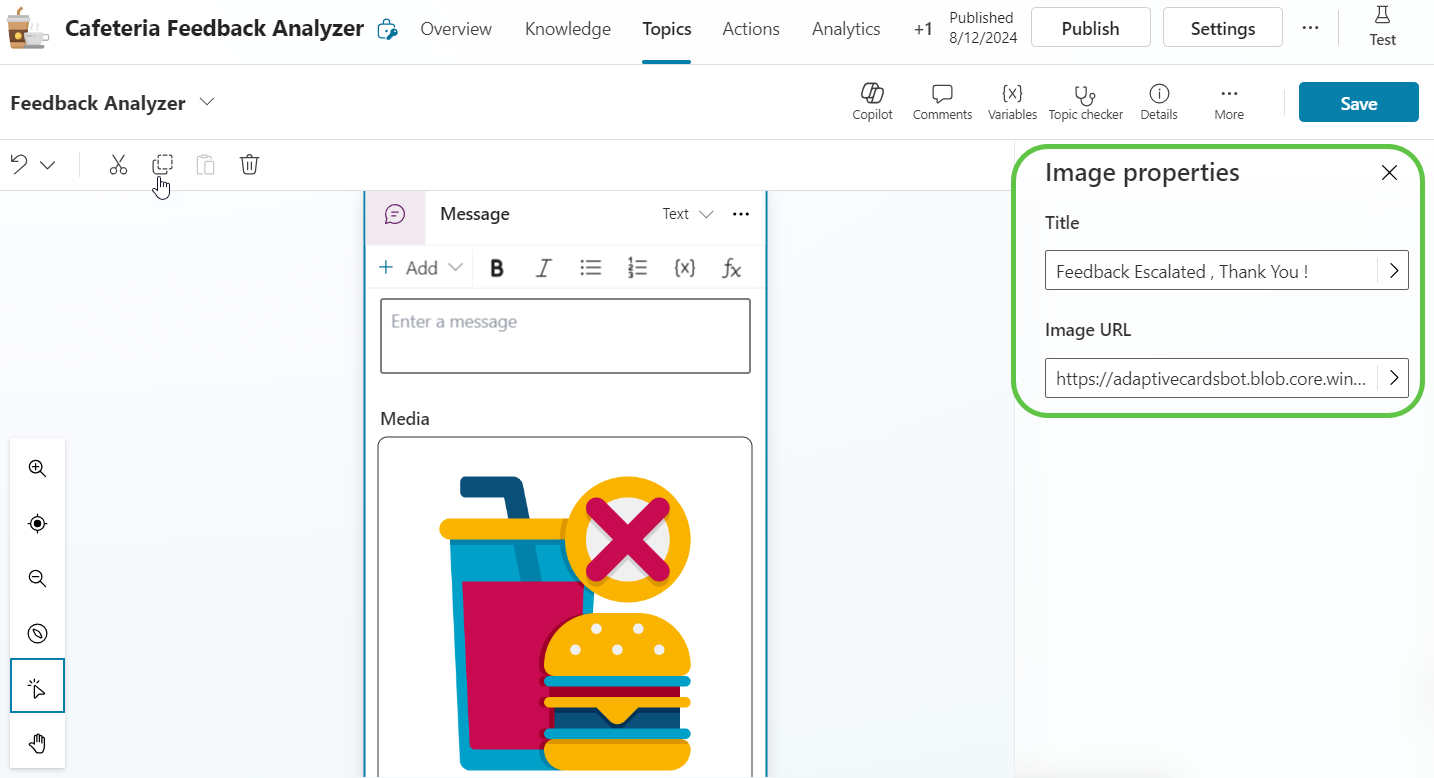 Cafeteria Feedback Analyzer
Overview
Knowledge
Topics
Actions
Analytics
+1
Published
8/12/2024
Publish
Settings
Test
Feedback Analyzer
Copilot
Comments
{x}
Variables
Topic checker
Details
More
Save
Message
Text
+ Add
B
I
{x}
fx
Enter a message
Media
Image properties
Title
Feedback Escalated , Thank You !
Image URL
https://adaptivecardsbot.blob.core.win...